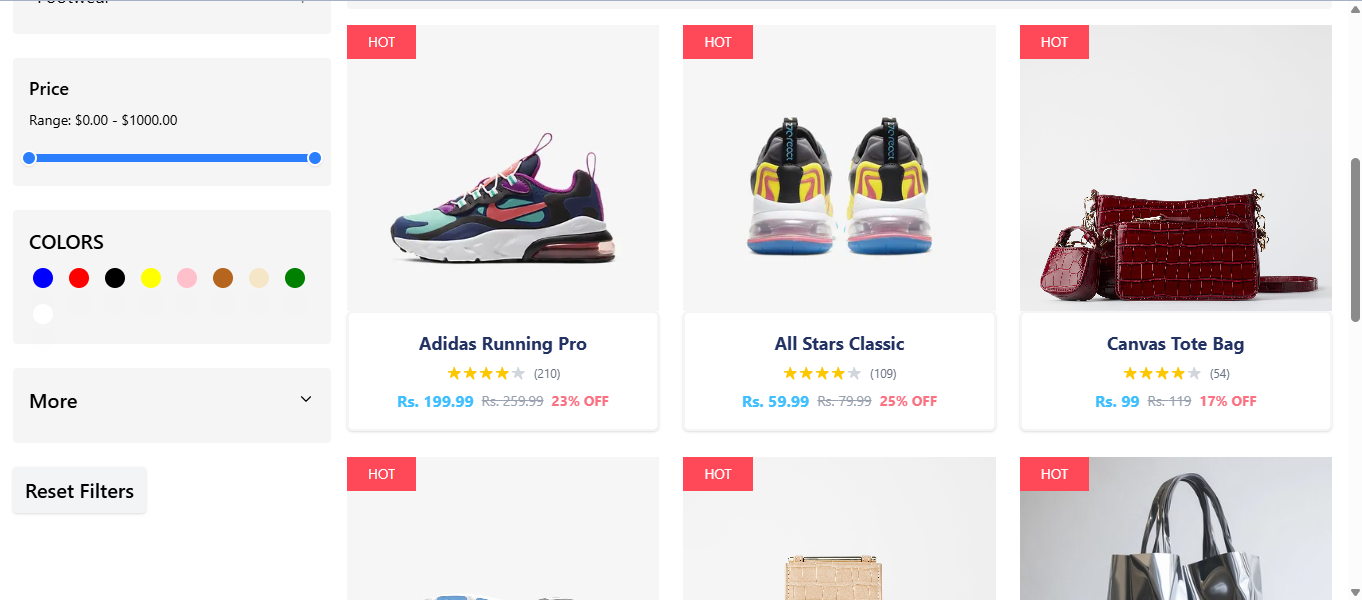 Footwear
Price
Range: $0.00 - $1000.00
COLORS
More
Reset Filters
HOT
Adidas Running Pro
(210)
Rs. 199.99 Rs. 259.99 23% OFF
HOT
All Stars Classic
(109)
Rs. 59.99 Rs. 79.99 25% OFF
HOT
Canvas Tote Bag
(54)
Rs. 99 Rs. 119 17% OFF
HOT
HOT
HOT